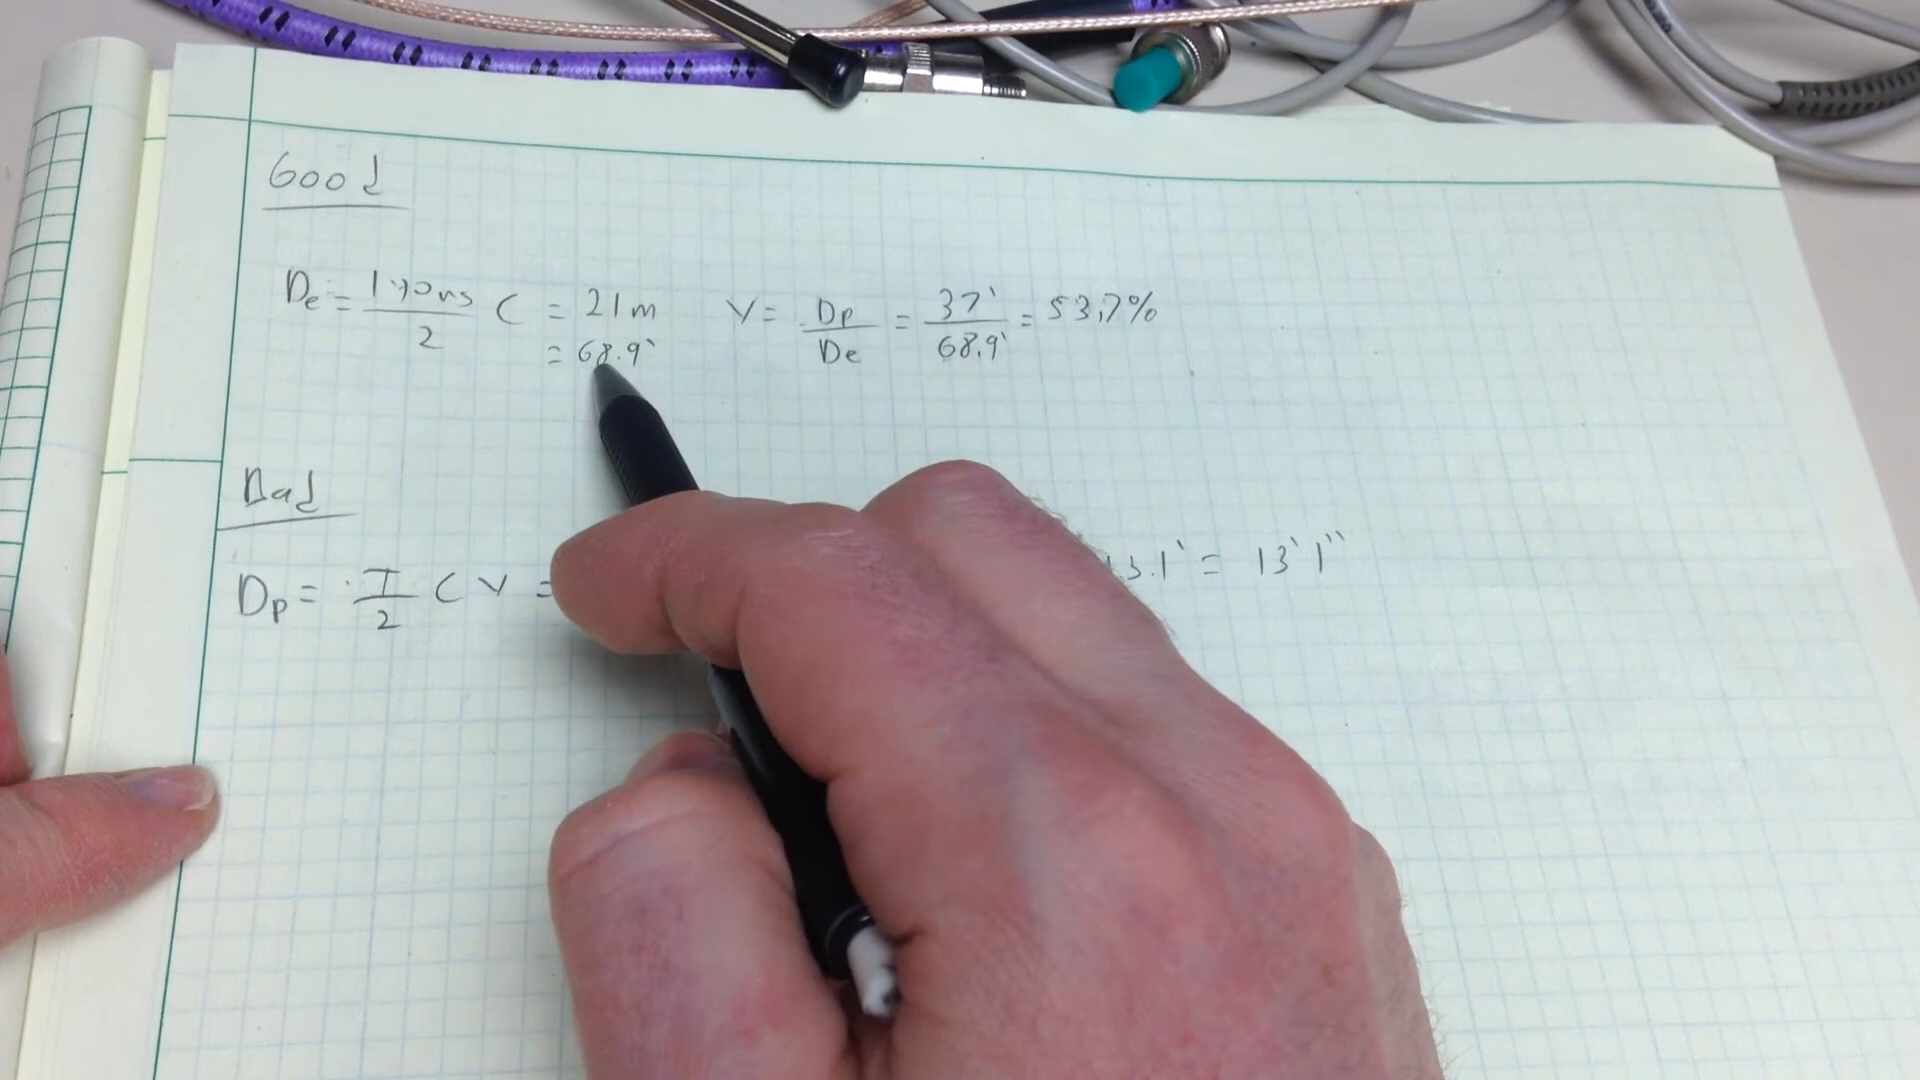 Good
De = 140ns/2 C = 21m V = Dp/De = 37'/68.9' = 53.7%
= 68.9'
Bad
Dp = T/2 C V = 13.1' = 13' 1"